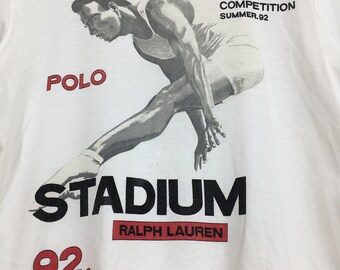 COMPETITION
SUMMER.92
POLO
STADIUM
RALPH LAUREN
92